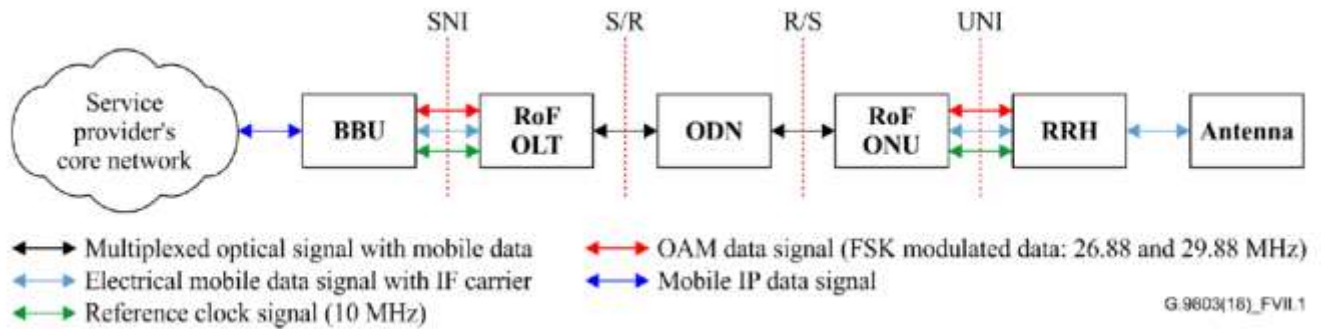 SNI S/R R/S UNI
Service
provider's
core network
BBU
RoF
OLT
ODN
RoF
ONU
RRH
Antenna
Multiplexed optical signal with mobile data
OAM data signal (FSK modulated data: 26.88 and 29.88 MHz)
Electrical mobile data signal with IF carrier
Mobile IP data signal
Reference clock signal (10 MHz)
G.9803(18)_FVII.1